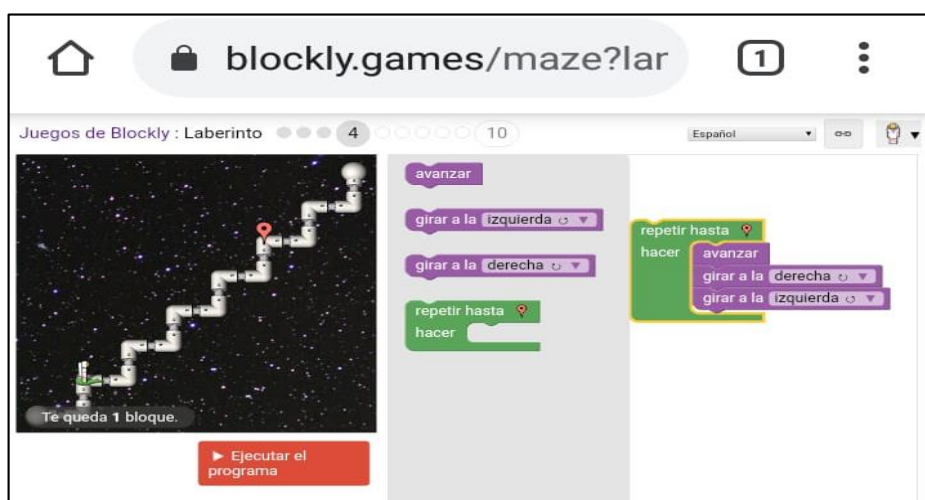 blockly.games/maze?lar
1
Juegos de Blockly : Laberinto 4 10
Español
avanzar
girar a la izquierda ↺ ▼
girar a la derecha ↻ ▼
repetir hasta
hacer
repetir hasta
hacer avanzar
girar a la derecha ↻ ▼
girar a la izquierda ↺ ▼
Te queda 1 bloque.
► Ejecutar el
programa